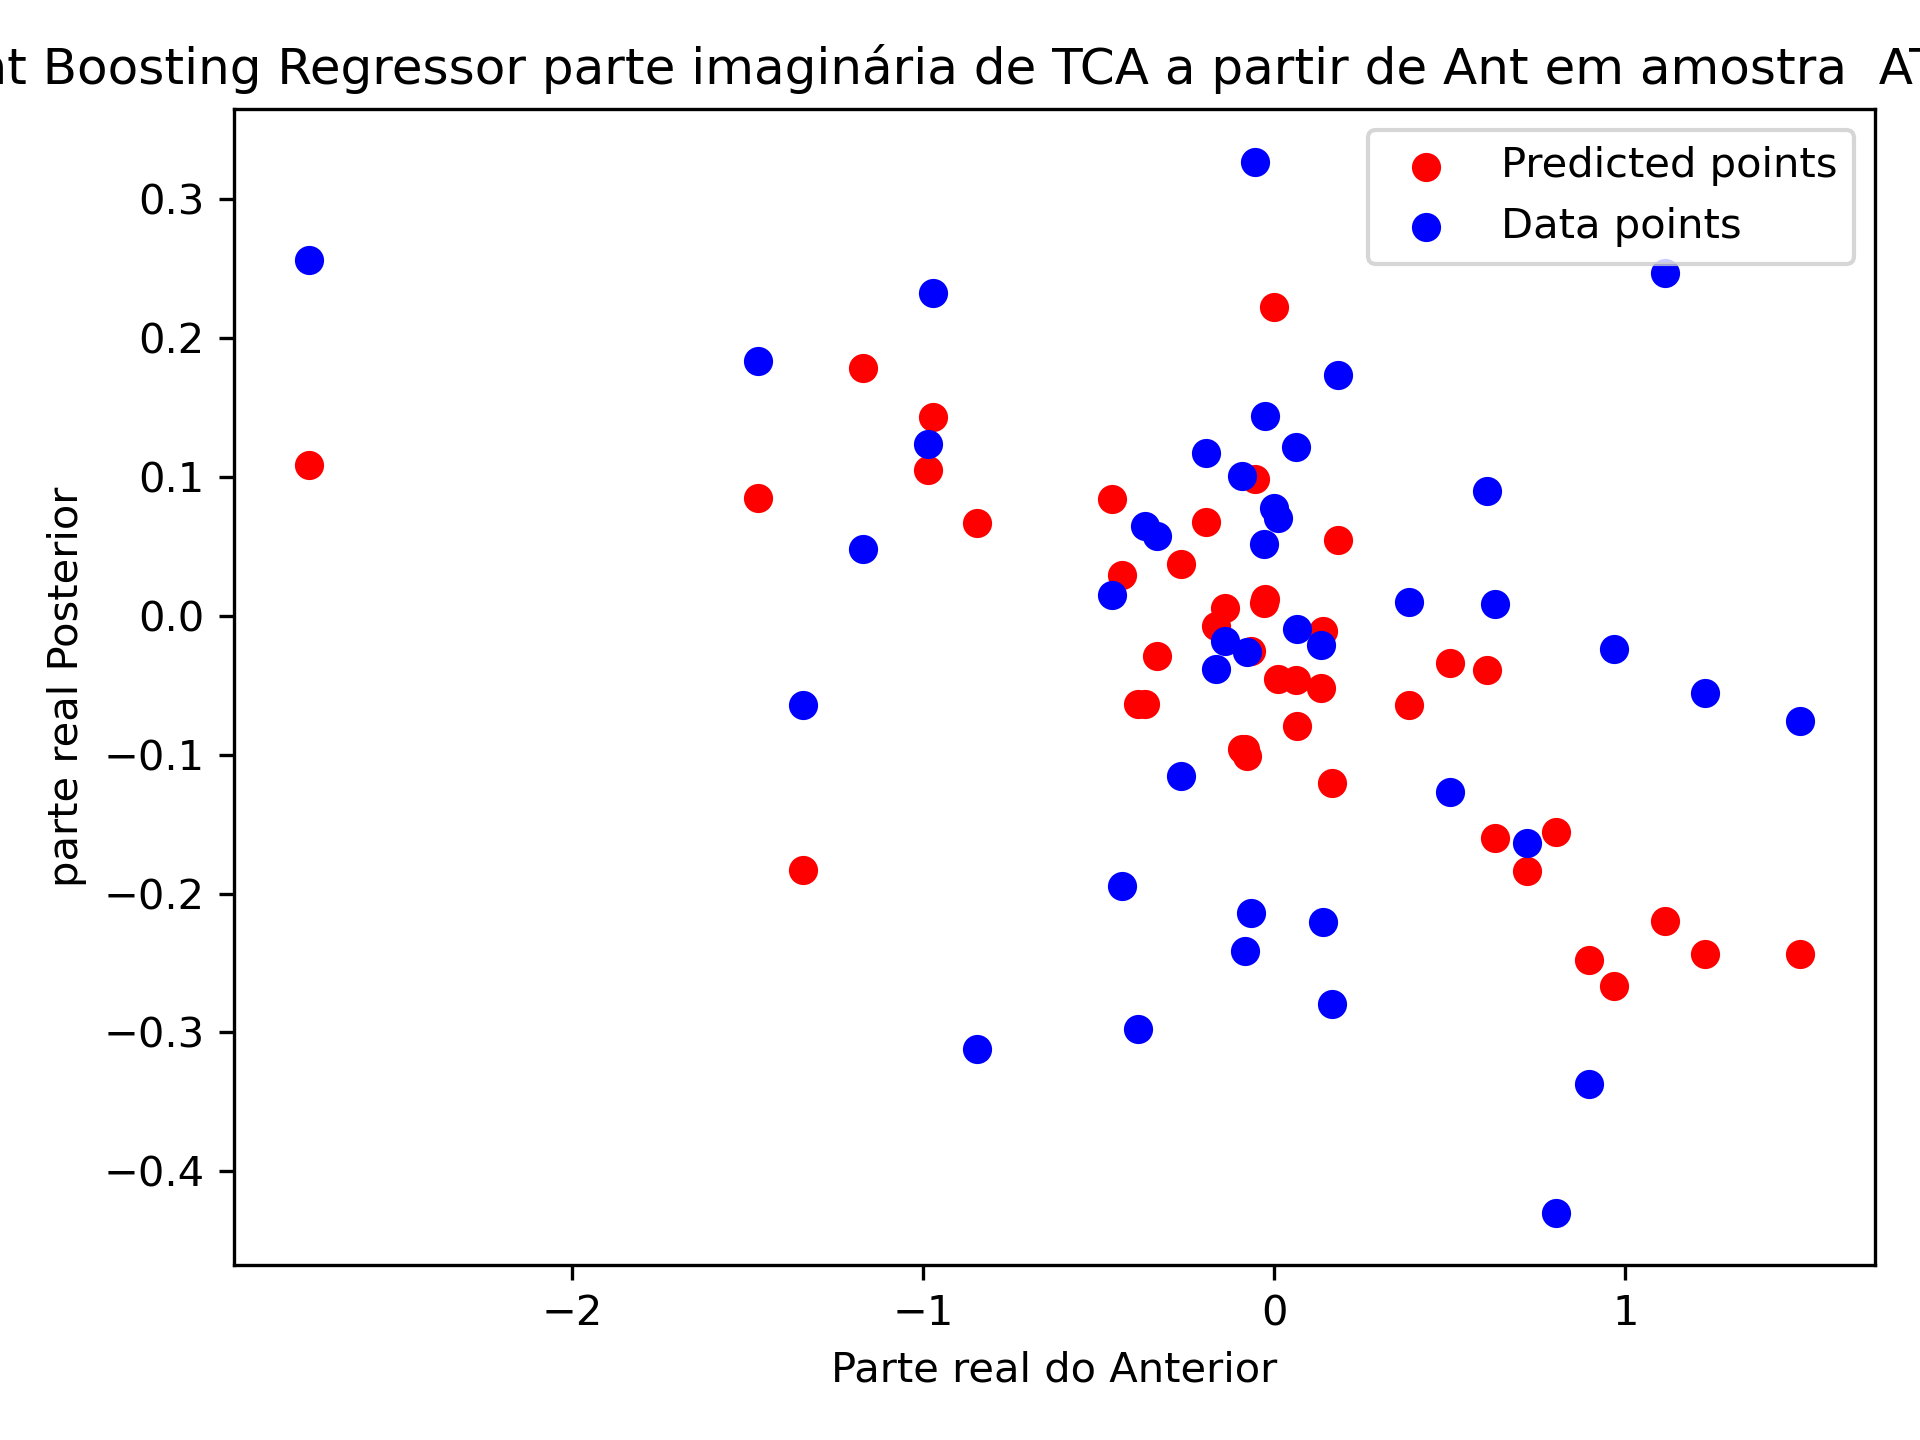 nt Boosting Regressor parte imaginária de TCA a partir de Ant em amostra AT
Predicted points
Data points
0.3
0.2
0.1
0.0
−0.1
−0.2
−0.3
−0.4
parte real Posterior
−2
−1
0
1
Parte real do Anterior